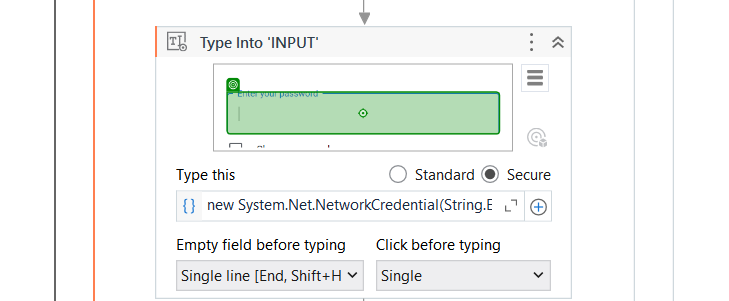 Type Into 'INPUT'
Enter your password
Type this
Standard
Secure
{} new System.Net.NetworkCredential(String.E
Empty field before typing
Click before typing
Single line [End, Shift+H
Single